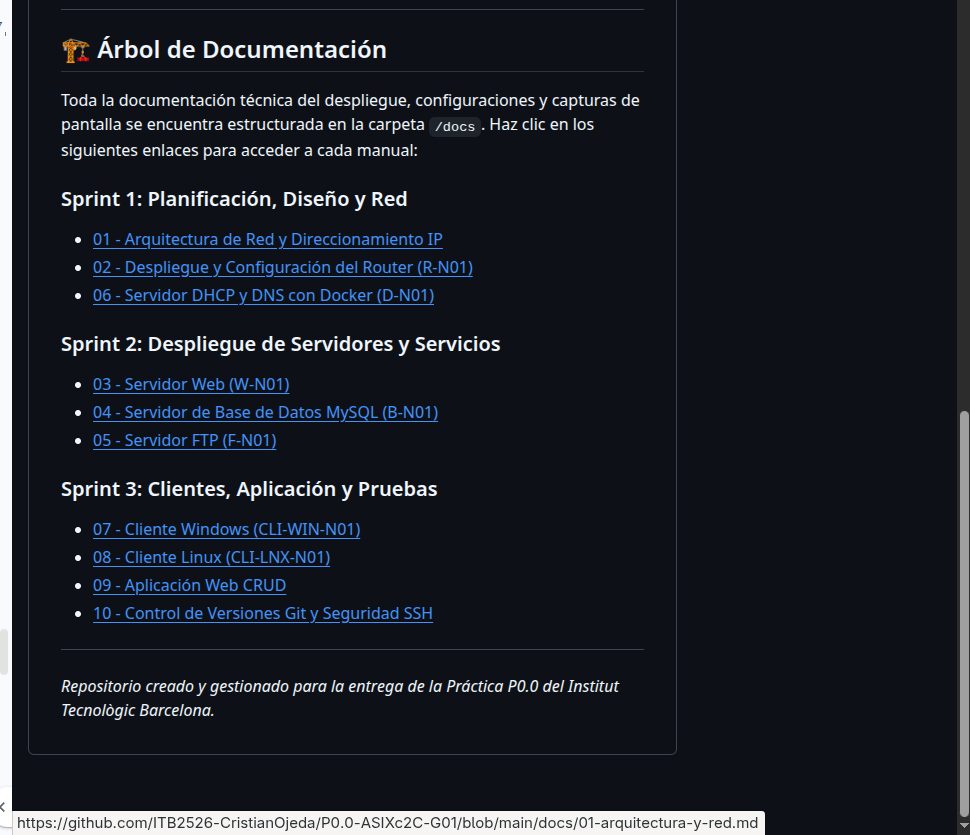 Árbol de Documentación
Toda la documentación técnica del despliegue, configuraciones y capturas de
pantalla se encuentra estructurada en la carpeta /docs. Haz clic en los
siguientes enlaces para acceder a cada manual:
Sprint 1: Planificación, Diseño y Red
01 - Arquitectura de Red y Direccionamiento IP
02 - Despliegue y Configuración del Router (R-N01)
06 - Servidor DHCP y DNS con Docker (D-N01)
Sprint 2: Despliegue de Servidores y Servicios
03 - Servidor Web (W-N01)
04 - Servidor de Base de Datos MySQL (B-N01)
05 - Servidor FTP (F-N01)
Sprint 3: Clientes, Aplicación y Pruebas
07 - Cliente Windows (CLI-WIN-N01)
08 - Cliente Linux (CLI-LNX-N01)
09 - Aplicación Web CRUD
10 - Control de Versiones Git y Seguridad SSH
Repositorio creado y gestionado para la entrega de la Práctica P0.0 del Institut
Tecnològic Barcelona.
https://github.com/ITB2526-CristianOjeda/P0.0-ASIXc2C-G01/blob/main/docs/01-arquitectura-y-red.md